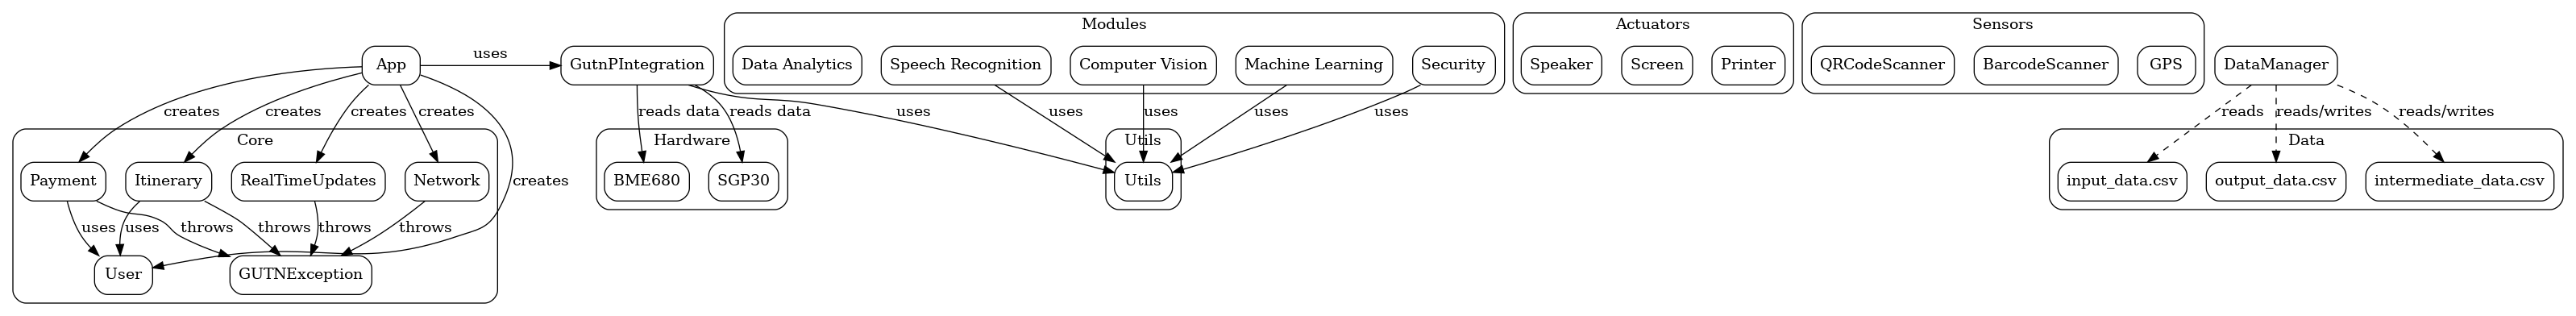 Modules
Actuators
Sensors
App
uses
GutnPIntegration
Data Analytics
Speech Recognition
Computer Vision
Machine Learning
Security
Speaker
Screen
Printer
QRCodeScanner
BarcodeScanner
GPS
DataManager
creates
creates
creates
creates
reads data
reads data
uses
uses
uses
uses
uses
reads
reads/writes
reads/writes
Core
Hardware
Utils
Data
Payment
Itinerary
RealTimeUpdates
Network
creates
BME680
SGP30
Utils
input_data.csv
output_data.csv
intermediate_data.csv
uses
uses
throws
throws
throws
throws
User
GUTNException